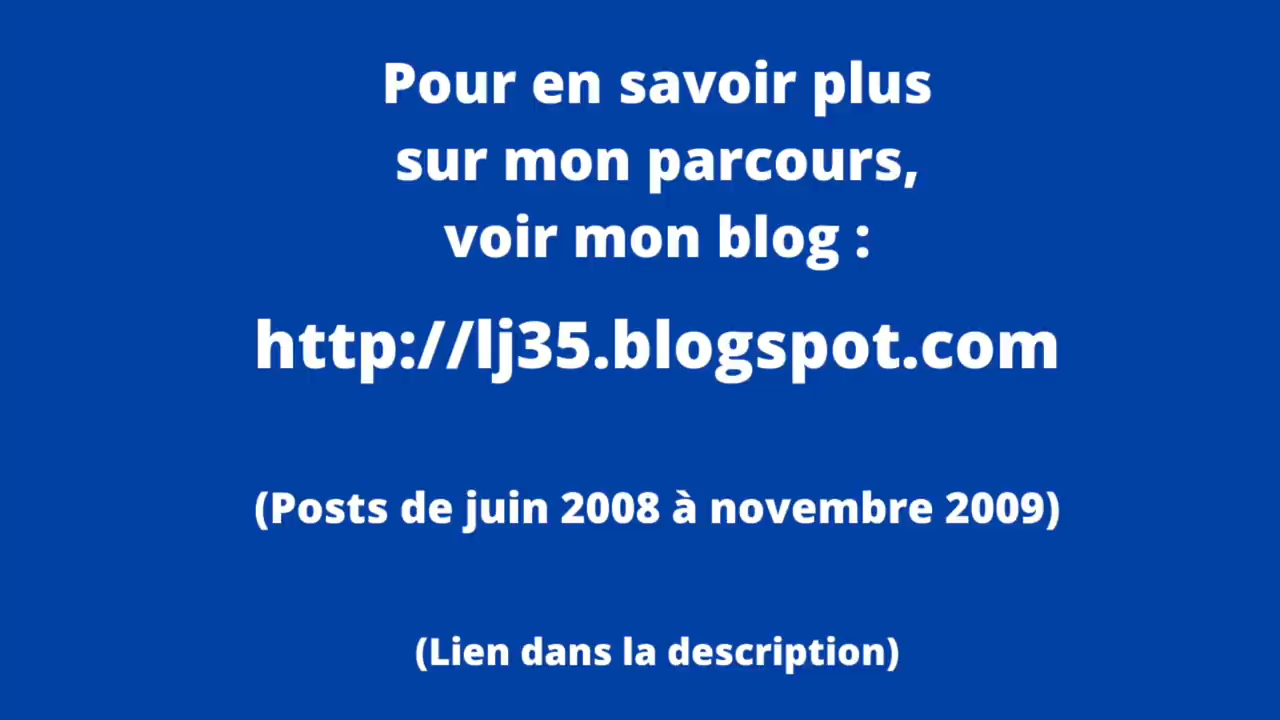 Pour en savoir plus
sur mon parcours,
voir mon blog :
http://lj35.blogspot.com
(Posts de juin 2008 à novembre 2009)
(Lien dans la description)